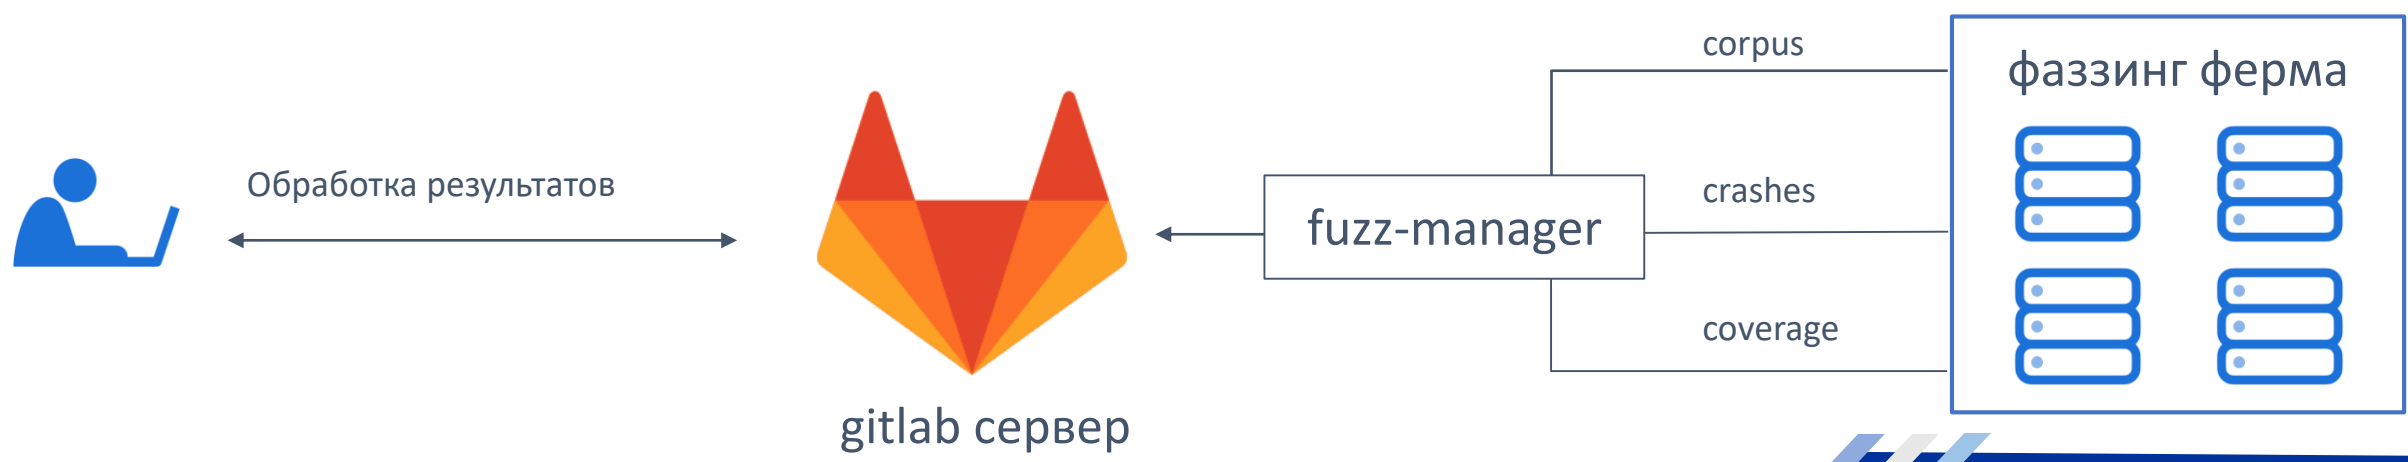 Обработка результатов
gitlab сервер
fuzz-manager
corpus
crashes
coverage
фаззинг ферма